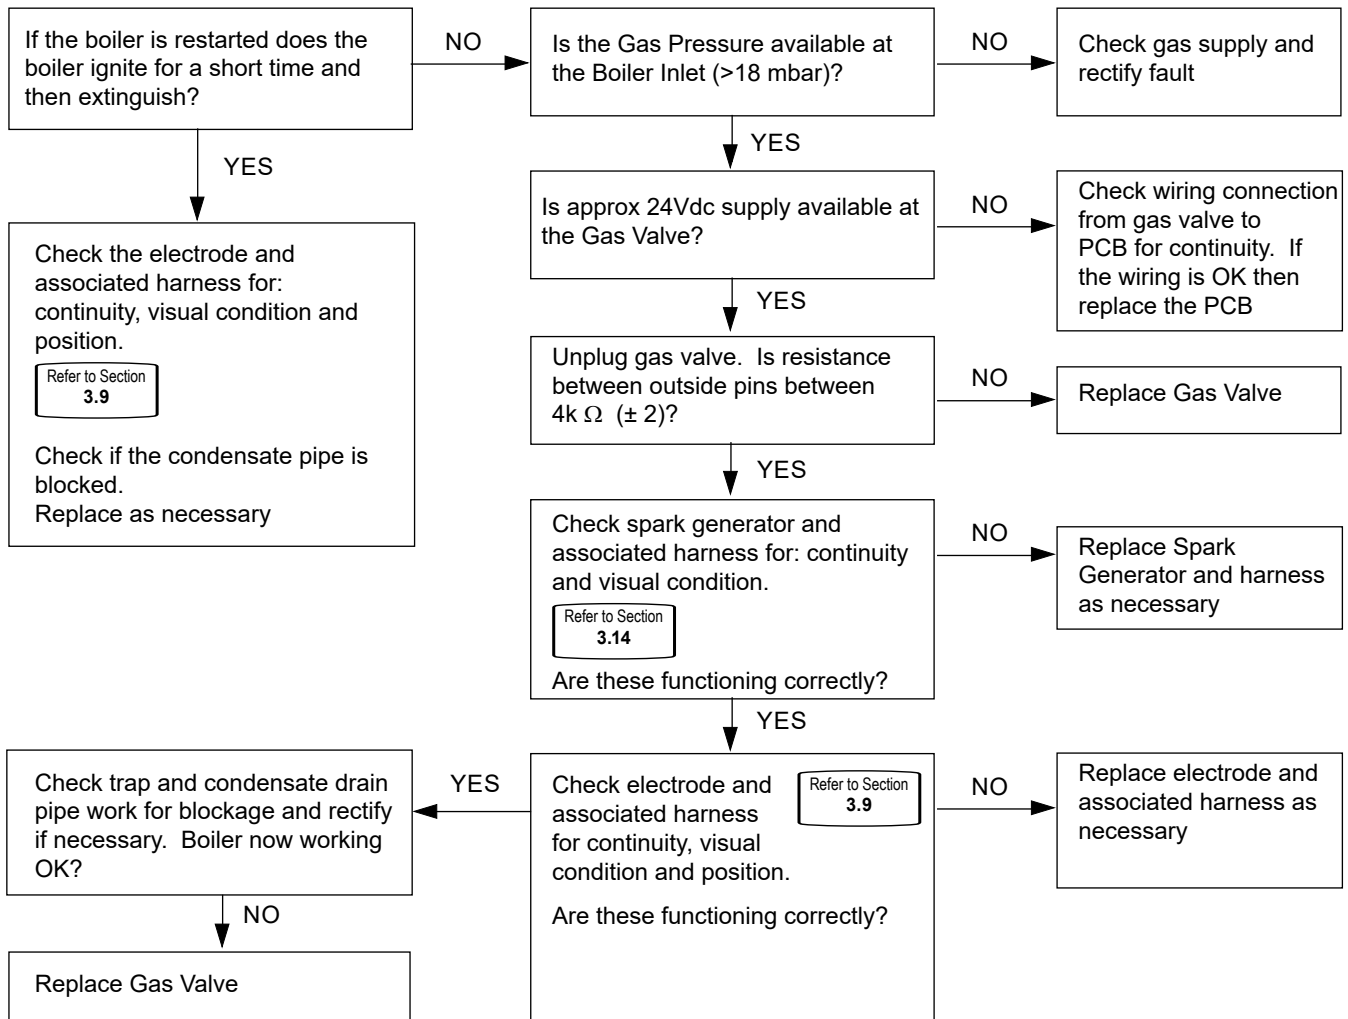 If the boiler is restarted does the
boiler ignite for a short time and
then extinguish?
NO
Is the Gas Pressure available at
the Boiler Inlet (>18 mbar)?
NO
Check gas supply and
rectify fault
YES
YES
Is approx 24Vdc supply available at
the Gas Valve?
NO
Check wiring connection
from gas valve to
PCB for continuity.  If
the wiring is OK then
replace the PCB
Check the electrode and
associated harness for:
continuity, visual condition and
position.
Refer to Section
3.9
Check if the condensate pipe is
blocked.
Replace as necessary
YES
Unplug gas valve.  Is resistance
between outside pins between
4k Ω  (± 2)?
NO
Replace Gas Valve
YES
Check spark generator and
associated harness for: continuity
and visual condition.
Refer to Section
3.14
Are these functioning correctly?
NO
Replace Spark
Generator and harness
as necessary
YES
Check electrode and
associated harness
for continuity, visual
condition and position.
Refer to Section
3.9
Are these functioning correctly?
NO
Replace electrode and
associated harness as
necessary
YES
Check trap and condensate drain
pipe work for blockage and rectify
if necessary.  Boiler now working
OK?
NO
Replace Gas Valve